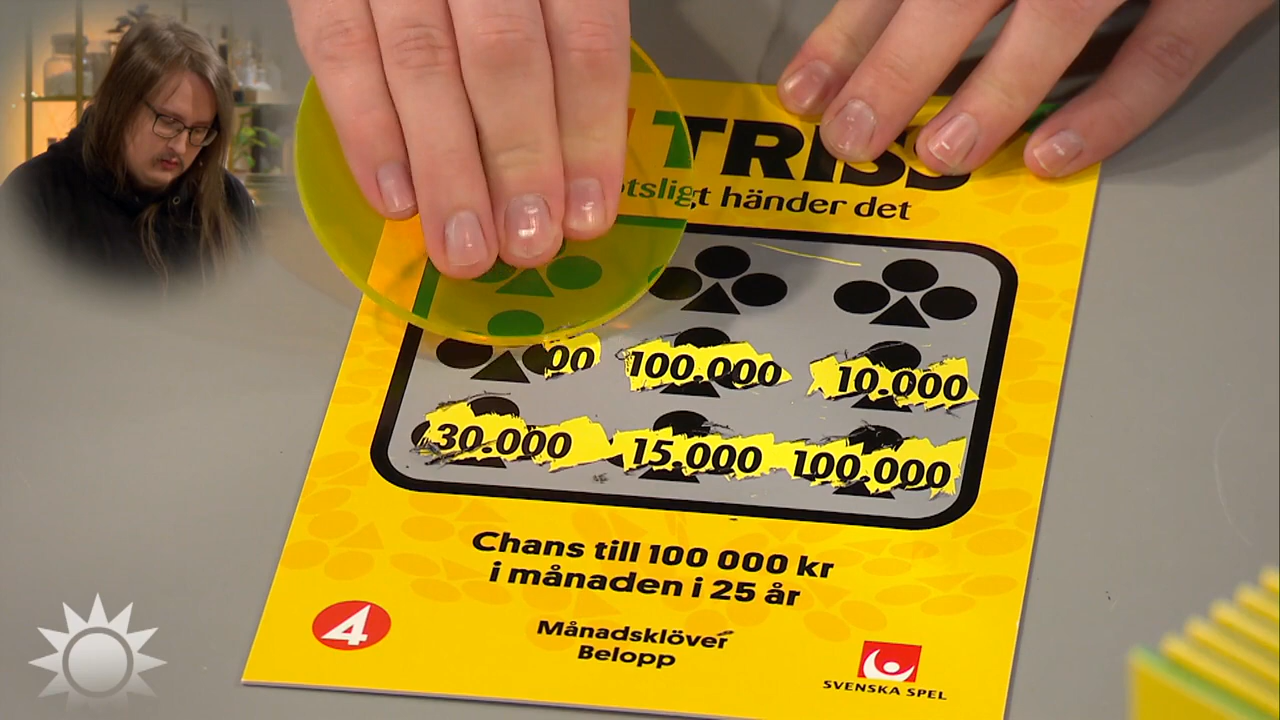 TRISS
händer det
00 100.000 10.000
30.000 15.000 100.000
Chans till 100 000 kr
i månaden i 25 år
Månadsklöver
Belopp
4
SVENSKA SPEL